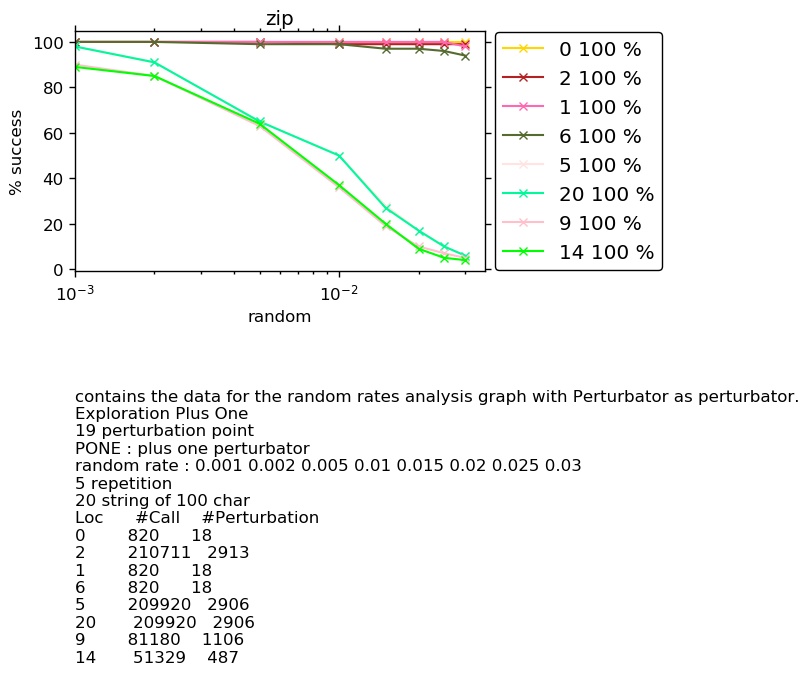 zip
100
80
60
40
20
0
% success
10^-3
10^-2
random
0 100 %
2 100 %
1 100 %
6 100 %
5 100 %
20 100 %
9 100 %
14 100 %
contains the data for the random rates analysis graph with Perturbator as perturbator.
Exploration Plus One
19 perturbation point
PONE : plus one perturbator
random rate : 0.001 0.002 0.005 0.01 0.015 0.02 0.025 0.03
5 repetition
20 string of 100 char
Loc #Call #Perturbation
0 820 18
2 210711 2913
1 820 18
6 820 18
5 209920 2906
20 209920 2906
9 81180 1106
14 51329 487